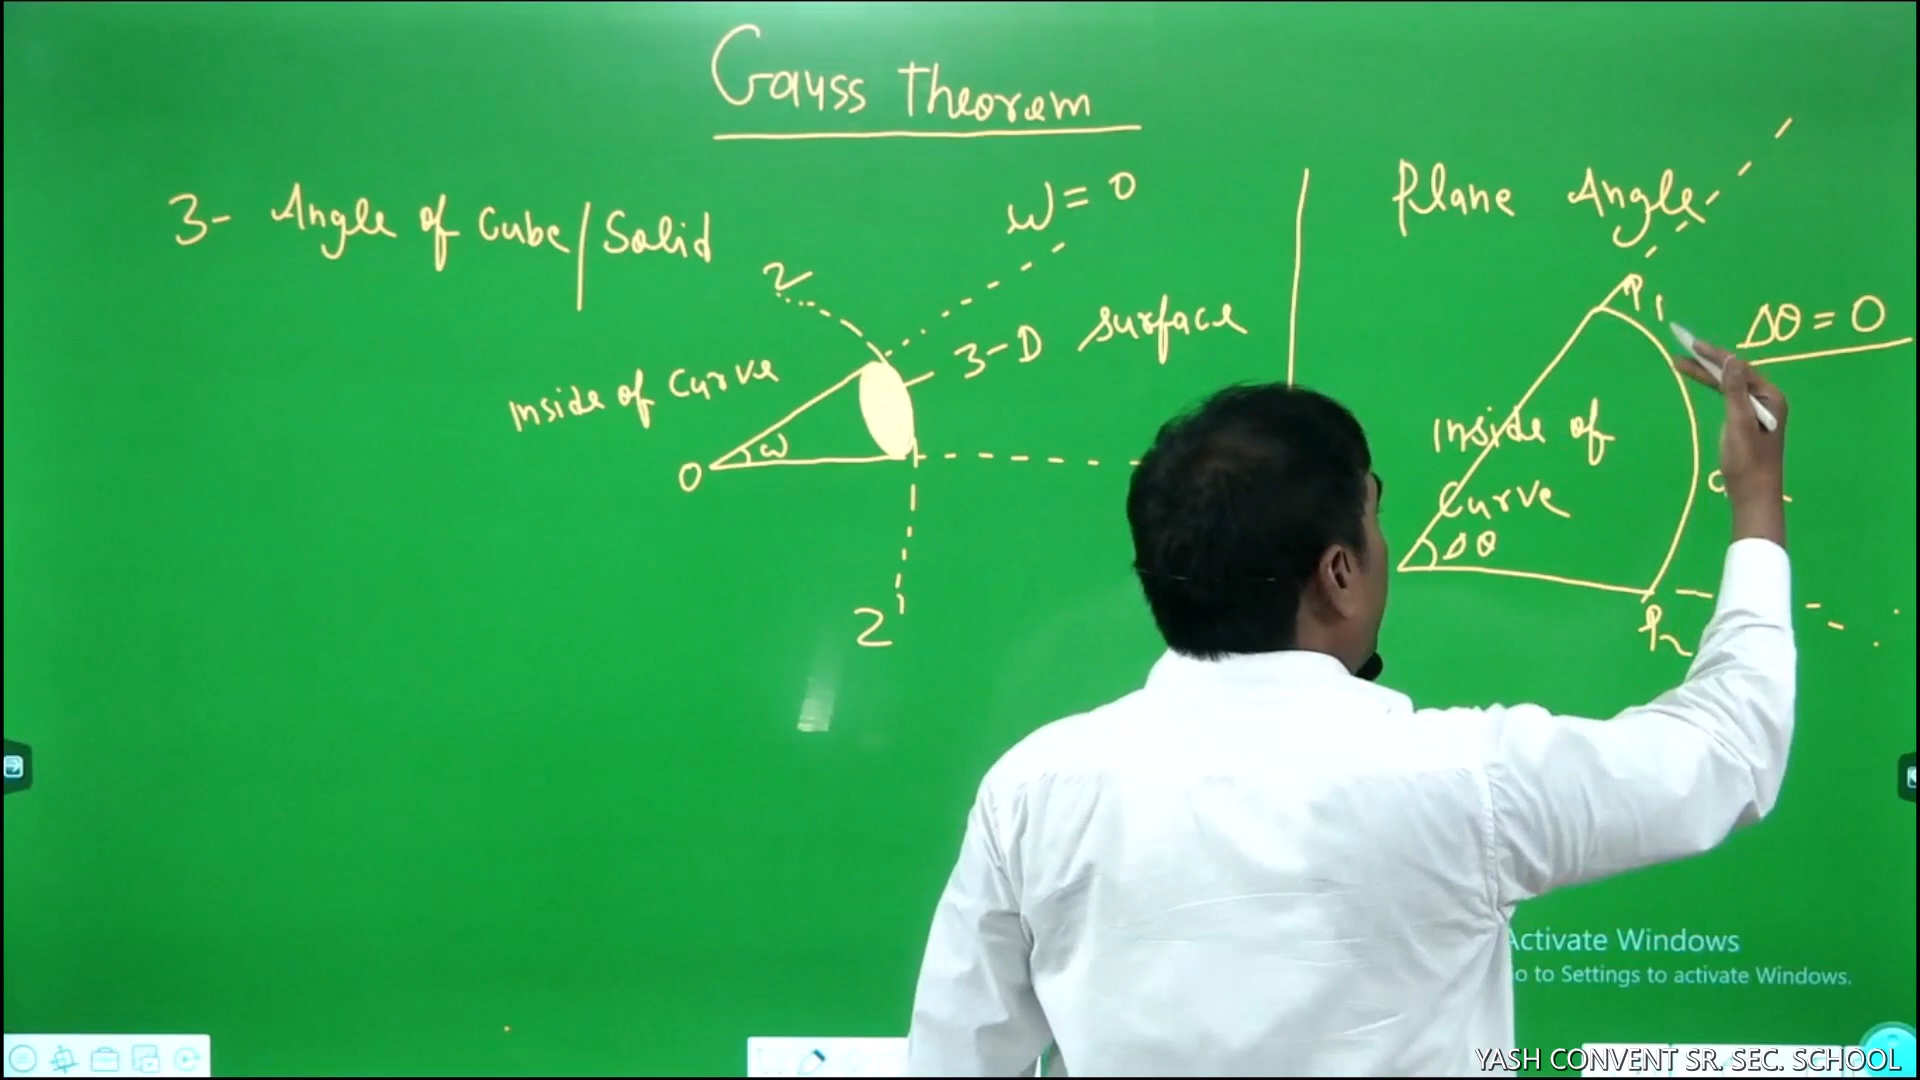 Gauss Theorem
3- Angle of Cube/Solid
w = 0
2
3-D surface
Inside of Curve
O
ω
2'
Plane Angle
P1
Δθ = 0
Inside of
Curve
Δθ
P2
Activate Windows
Go to Settings to activate Windows.
YASH CONVENT SR. SEC. SCHOOL